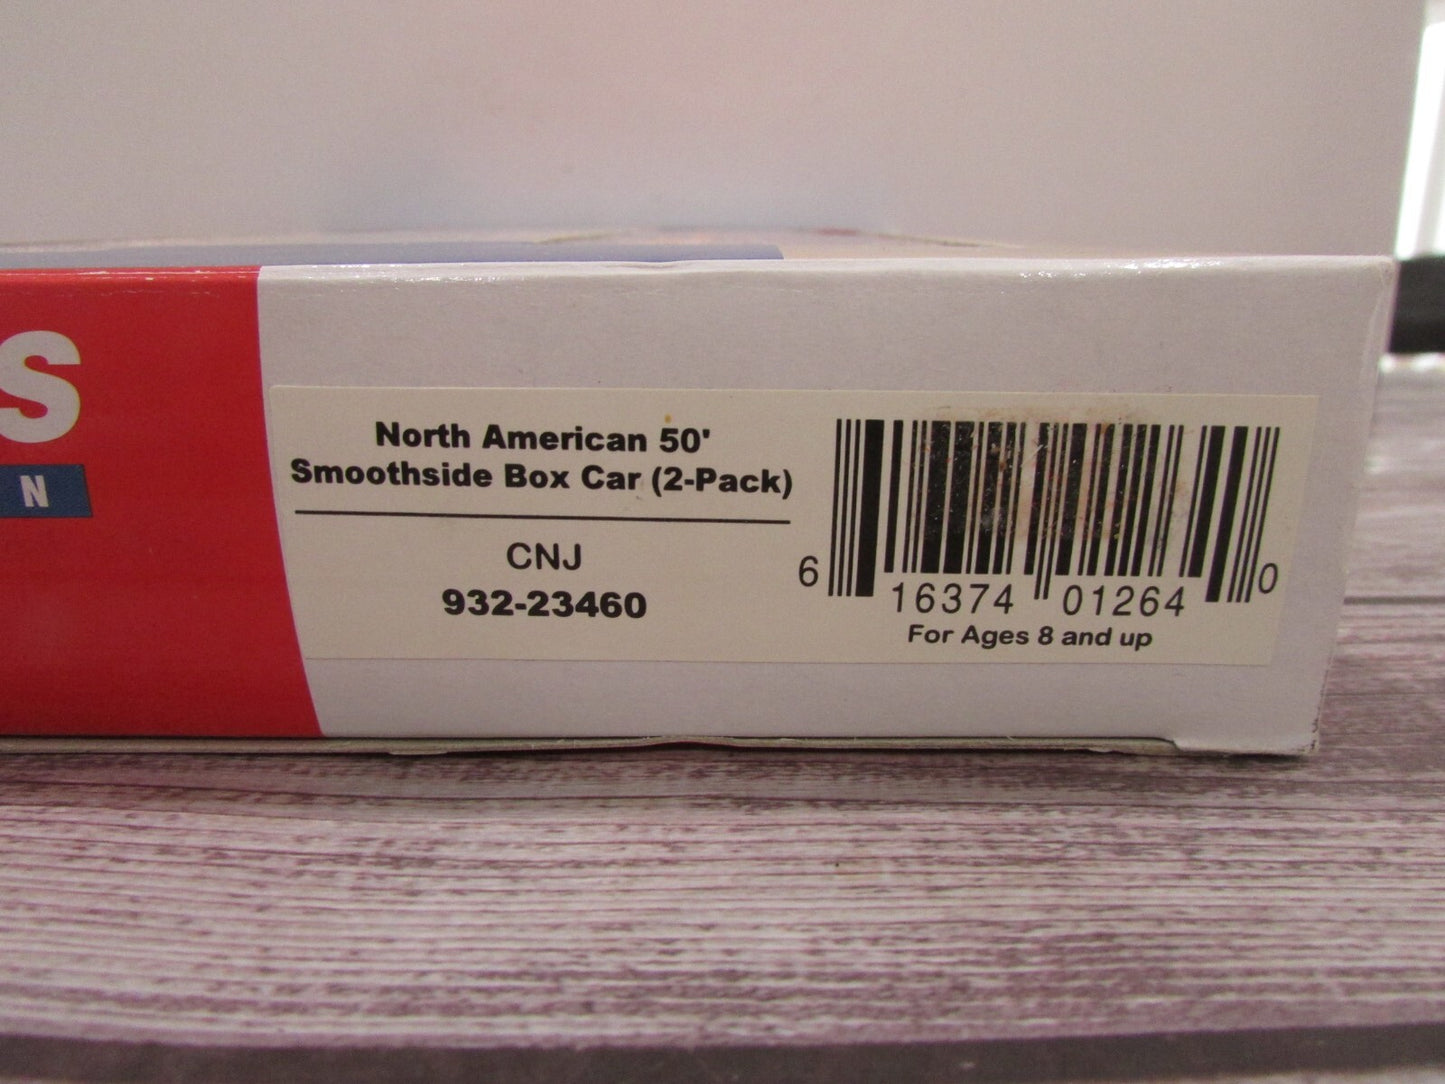 S
N
North American 50'
Smoothside Box Car (2-Pack)
CNJ
932-23460
6 16374 01264 0
For Ages 8 and up